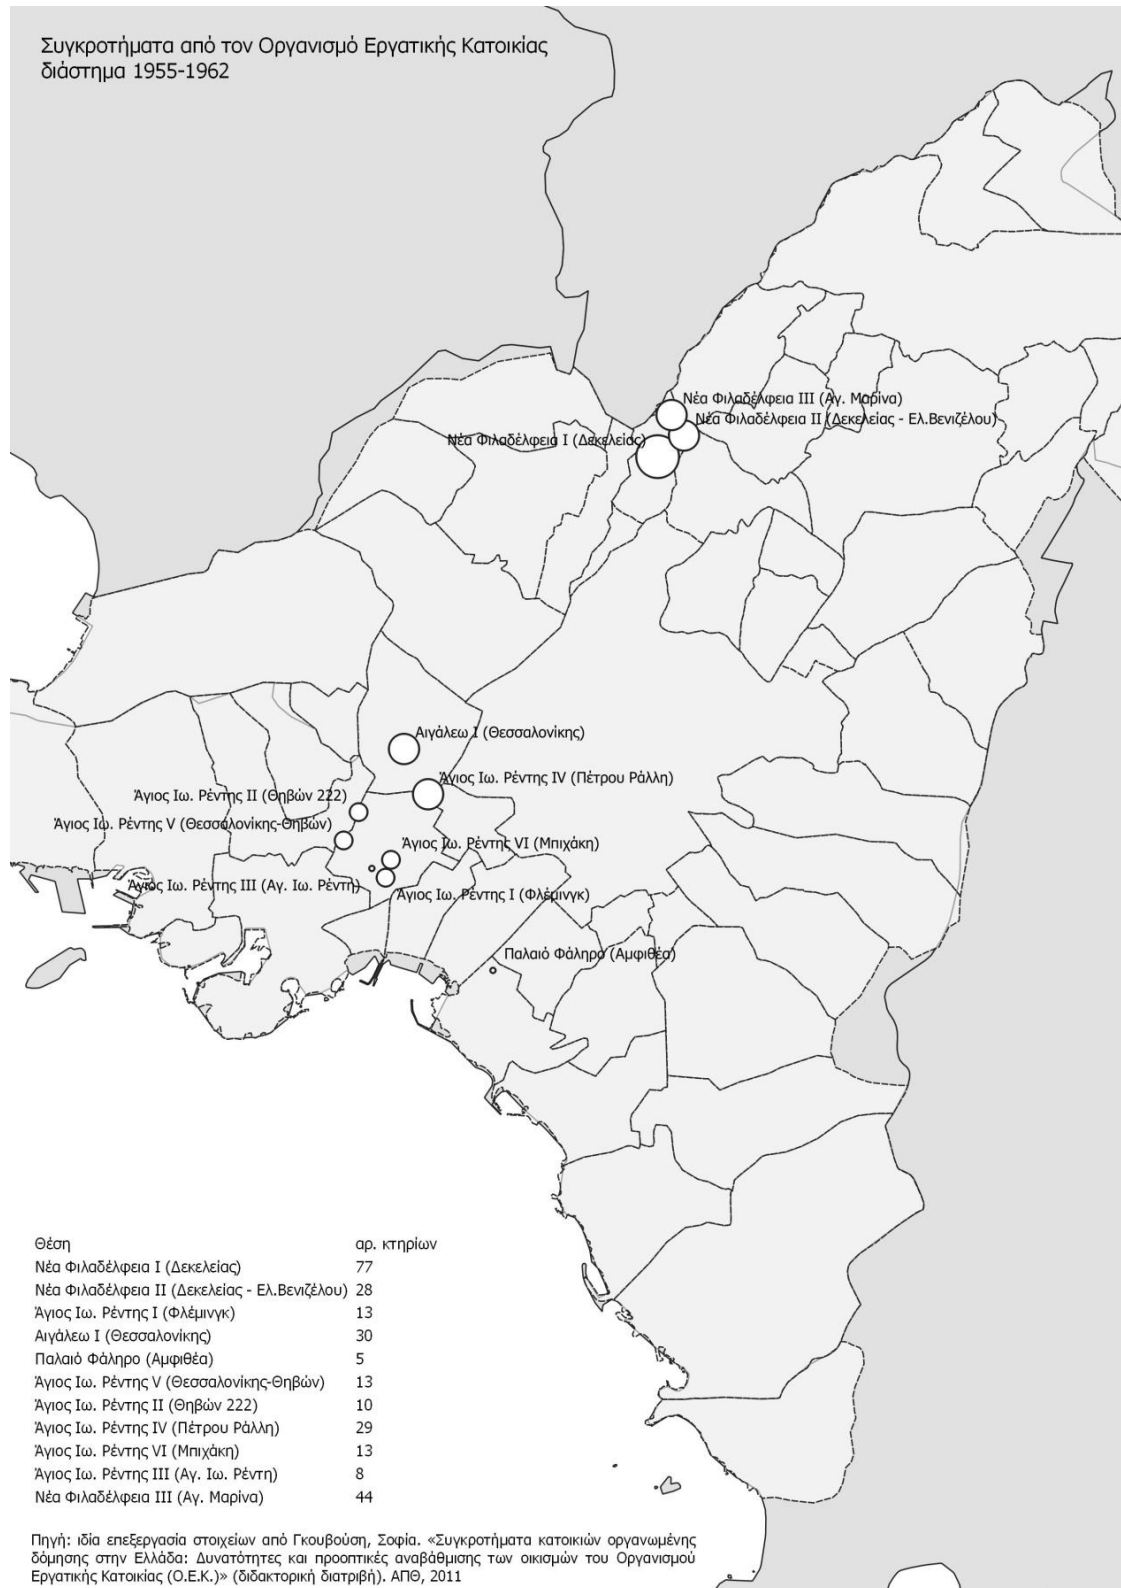 Συγκροτήματα από τον Οργανισμό Εργατικής Κατοικίας
διάστημα 1955-1962
Νέα Φιλαδέλφεια III (Αγ. Μαρίνα)
Νέα Φιλαδέλφεια II (Δεκελείας - Ελ.Βενιζέλου)
Νέα Φιλαδέλφεια I (Δεκελείας)
Αιγάλεω I (Θεσσαλονίκης)
Άγιος Ιω. Ρέντης IV (Πέτρου Ράλλη)
Άγιος Ιω. Ρέντης II (Θηβών 222)
Άγιος Ιω. Ρέντης V (Θεσσαλονίκης-Θηβών)
Άγιος Ιω. Ρέντης VI (Μπιχάκη)
Άγιος Ιω. Ρέντης III (Αγ. Ιω. Ρέντη)
Άγιος Ιω. Ρέντης I (Φλέμινγκ)
Παλαιό Φάληρο (Αμφιθέα)
Θέση αρ. κτηρίων
Νέα Φιλαδέλφεια I (Δεκελείας) 77
Νέα Φιλαδέλφεια II (Δεκελείας - Ελ.Βενιζέλου) 28
Άγιος Ιω. Ρέντης I (Φλέμινγκ) 13
Αιγάλεω I (Θεσσαλονίκης) 30
Παλαιό Φάληρο (Αμφιθέα) 5
Άγιος Ιω. Ρέντης V (Θεσσαλονίκης-Θηβών) 13
Άγιος Ιω. Ρέντης II (Θηβών 222) 10
Άγιος Ιω. Ρέντης IV (Πέτρου Ράλλη) 29
Άγιος Ιω. Ρέντης VI (Μπιχάκη) 13
Άγιος Ιω. Ρέντης III (Αγ. Ιω. Ρέντη) 8
Νέα Φιλαδέλφεια III (Αγ. Μαρίνα) 44
Πηγή: ιδία επεξεργασία στοιχείων από Γκουβούση, Σοφία. «Συγκροτήματα κατοικιών οργανωμένης
δόμησης στην Ελλάδα: Δυνατότητες και προοπτικές αναβάθμισης των οικισμών του Οργανισμού
Εργατικής Κατοικίας (Ο.Ε.Κ.)» (διδακτορική διατριβή). ΑΠΘ, 2011